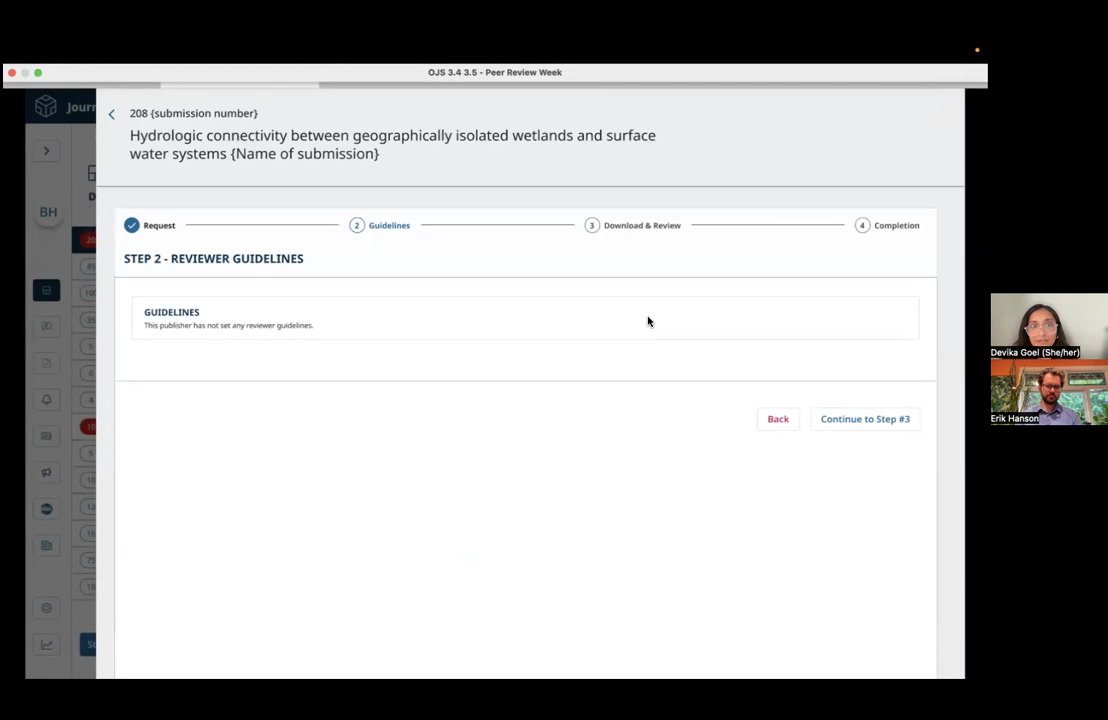 OJS 3.4 3.5 - Peer Review Week
Journ
208 {submission number}
Hydrologic connectivity between geographically isolated wetlands and surface
water systems {Name of submission}
BH
Request
2 Guidelines
3 Download & Review
4 Completion
STEP 2 - REVIEWER GUIDELINES
GUIDELINES
This publisher has not set any reviewer guidelines.
Back
Continue to Step #3
Devika Goel (She/her)
Erik Hanson